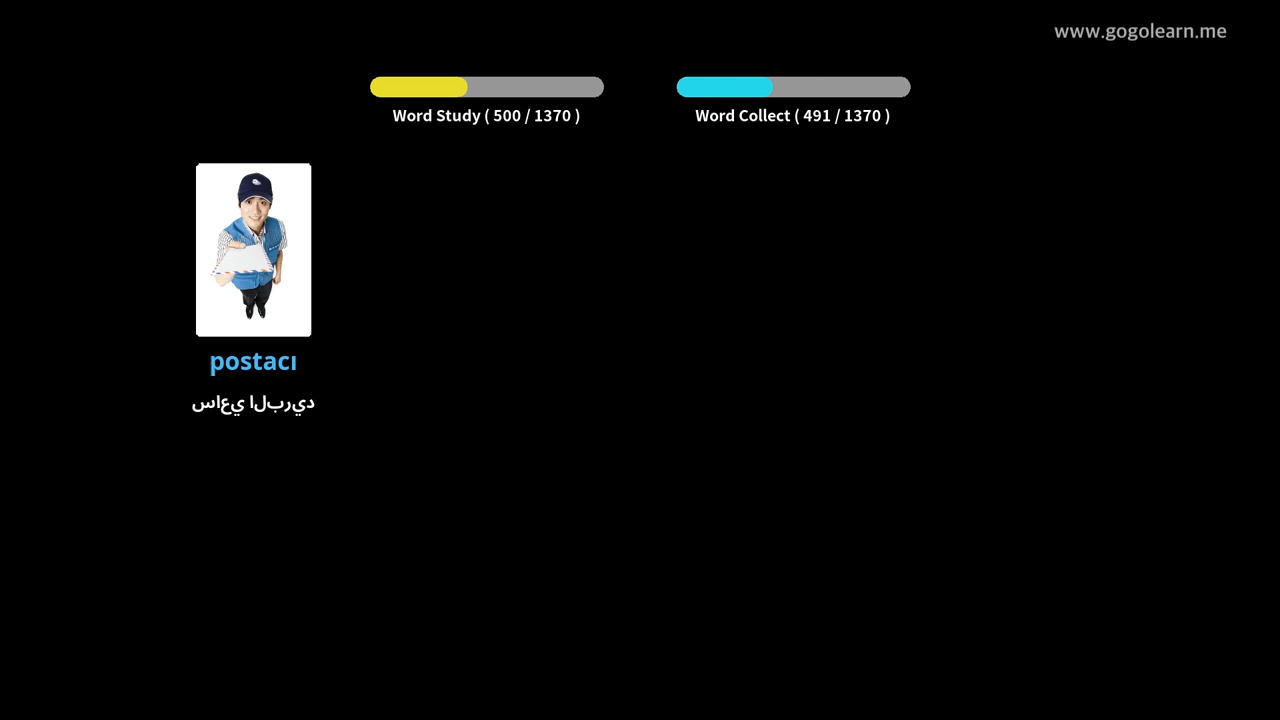 www.gogolearn.me
Word Study ( 500 / 1370 )
Word Collect ( 491 / 1370 )
postacı
ساعي البريد